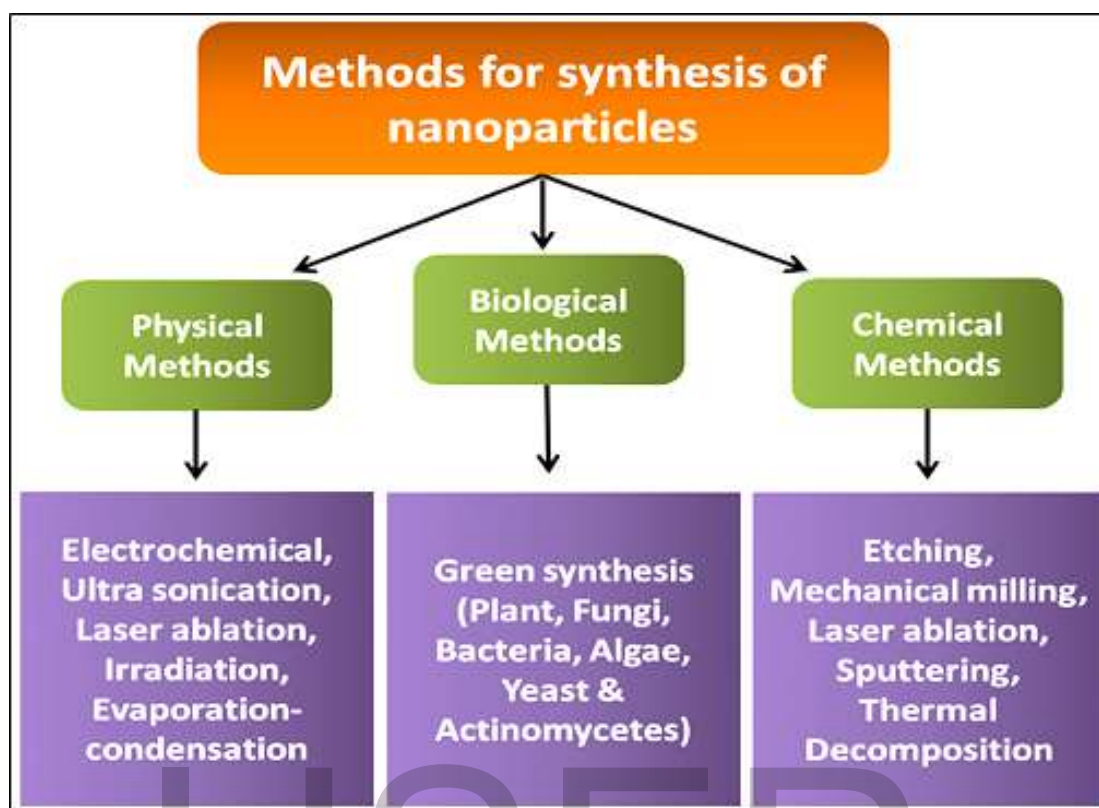 Methods for synthesis of
nanoparticles
Physical
Methods
Biological
Methods
Chemical
Methods
Electrochemical,
Ultra sonication,
Laser ablation,
Irradiation,
Evaporation-
condensation
Green synthesis
(Plant, Fungi,
Bacteria, Algae,
Yeast &
Actinomycetes)
Etching,
Mechanical milling,
Laser ablation,
Sputtering,
Thermal
Decomposition